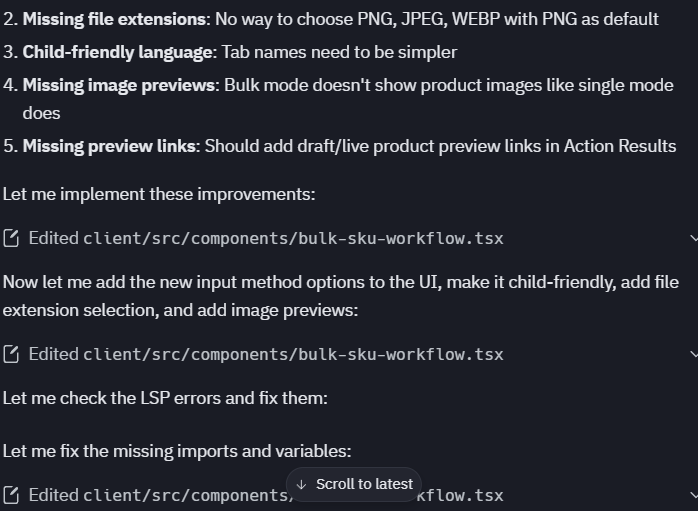 2. Missing file extensions: No way to choose PNG, JPEG, WEBP with PNG as default
3. Child-friendly language: Tab names need to be simpler
4. Missing image previews: Bulk mode doesn't show product images like single mode
does
5. Missing preview links: Should add draft/live product preview links in Action Results
Let me implement these improvements:
Edited client/src/components/bulk-sku-workflow.tsx
Now let me add the new input method options to the UI, make it child-friendly, add file
extension selection, and add image previews:
Edited client/src/components/bulk-sku-workflow.tsx
Let me check the LSP errors and fix them:
Let me fix the missing imports and variables:
Scroll to latest
Edited client/src/components/ kflow.tsx